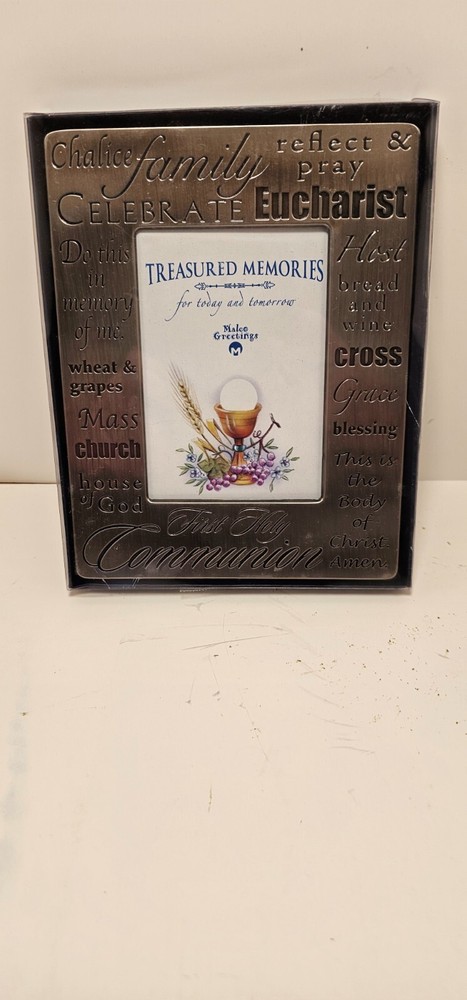 Chalice family reflect &
pray
CELEBRATE Eucharist
Do this
in
memory
of me.
wheat &
grapes
Mass
church
house
of God
TREASURED MEMORIES
for today and tomorrow
Malco
Greetings
M
Host
bread
and
wine
cross
Grace
blessing
This is
the
Body
of
Christ.
Amen.
First Holy
Communion